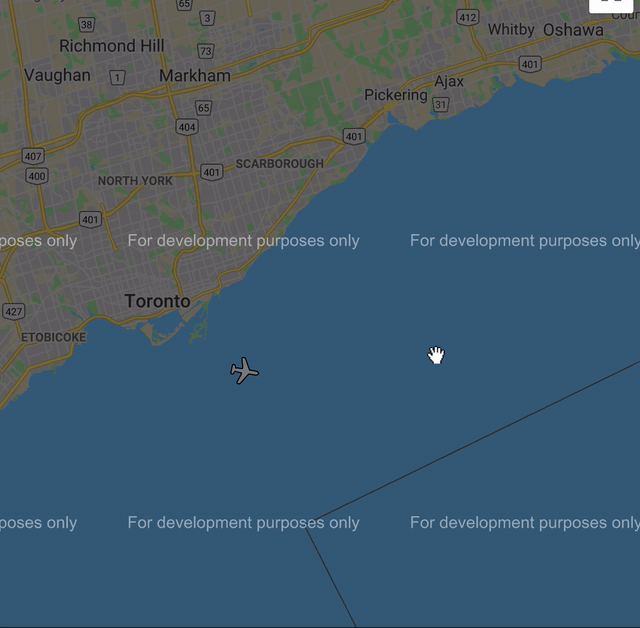 65
Cour
38
3
412
Whitby
Oshawa
Richmond Hill
73
401
Vaughan
1
Markham
Ajax
Pickering
31
65
404
401
407
SCARBOROUGH
400
401
NORTH YORK
401
poses only
For development purposes only
For development purposes only
Toronto
427
ETOBICOKE
poses only
For development purposes only
For development purposes only